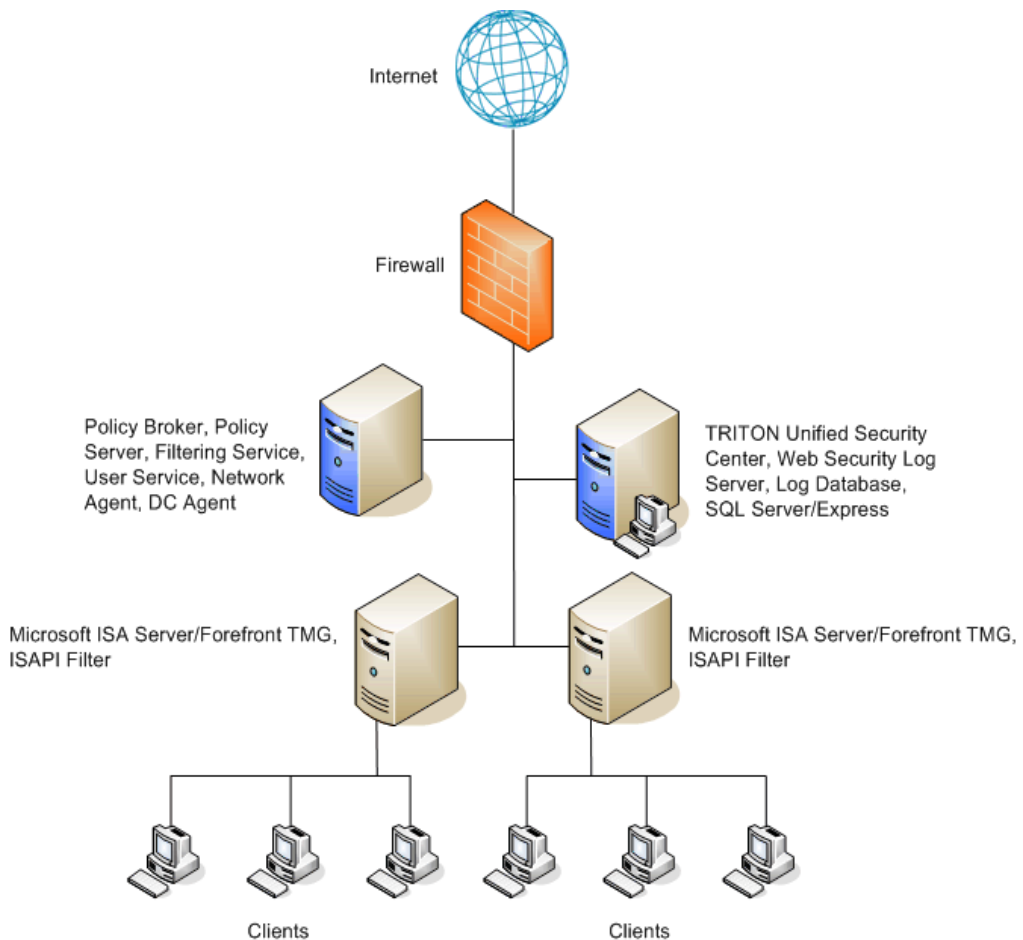 Internet
Firewall
Policy Broker, Policy
Server, Filtering Service,
User Service, Network
Agent, DC Agent
TRITON Unified Security
Center, Web Security Log
Server, Log Database,
SQL Server/Express
Microsoft ISA Server/Forefront TMG,
ISAPI Filter
Microsoft ISA Server/Forefront TMG,
ISAPI Filter
Clients
Clients